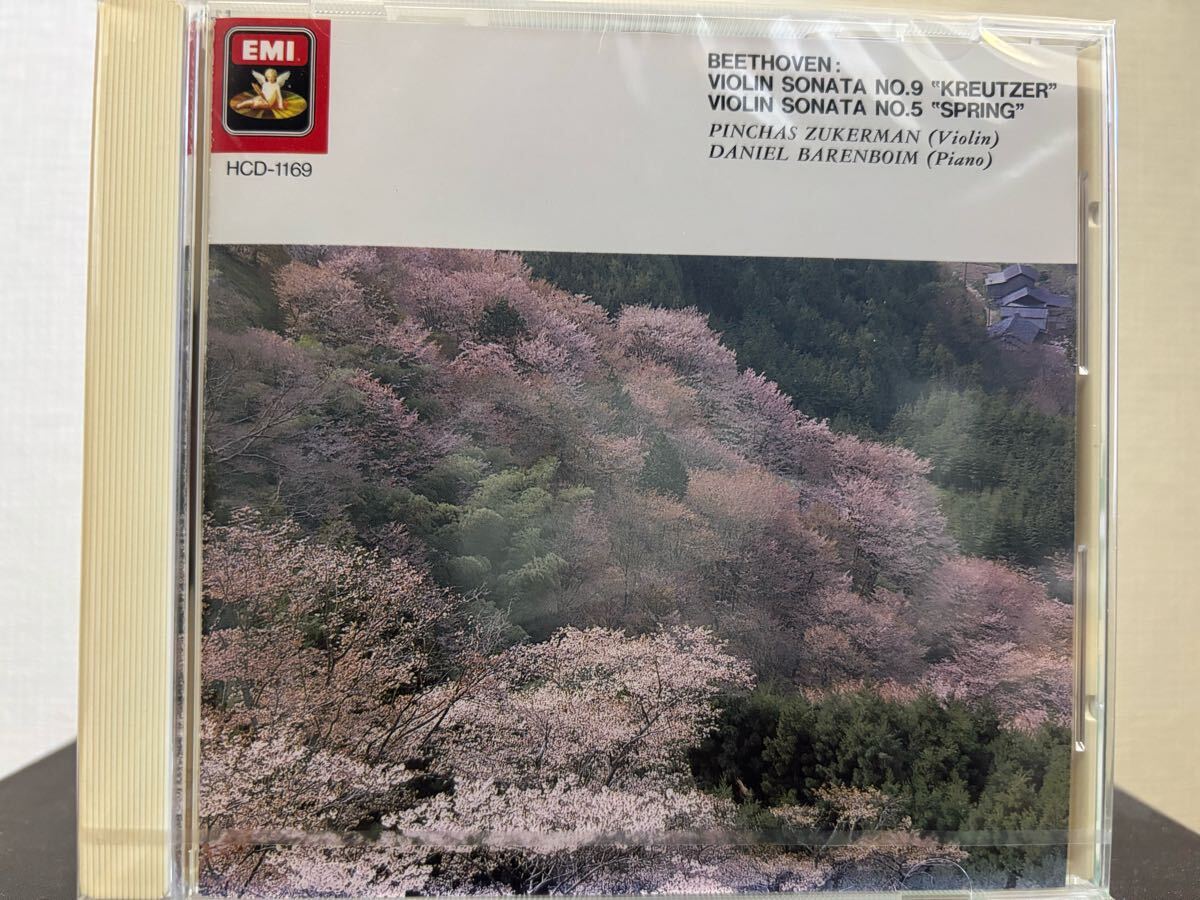 EMI
HCD-1169
BEETHOVEN:
VIOLIN SONATA NO.9 “KREUTZER”
VIOLIN SONATA NO.5 “SPRING”
PINCHAS ZUKERMAN (Violin)
DANIEL BARENBOIM (Piano)